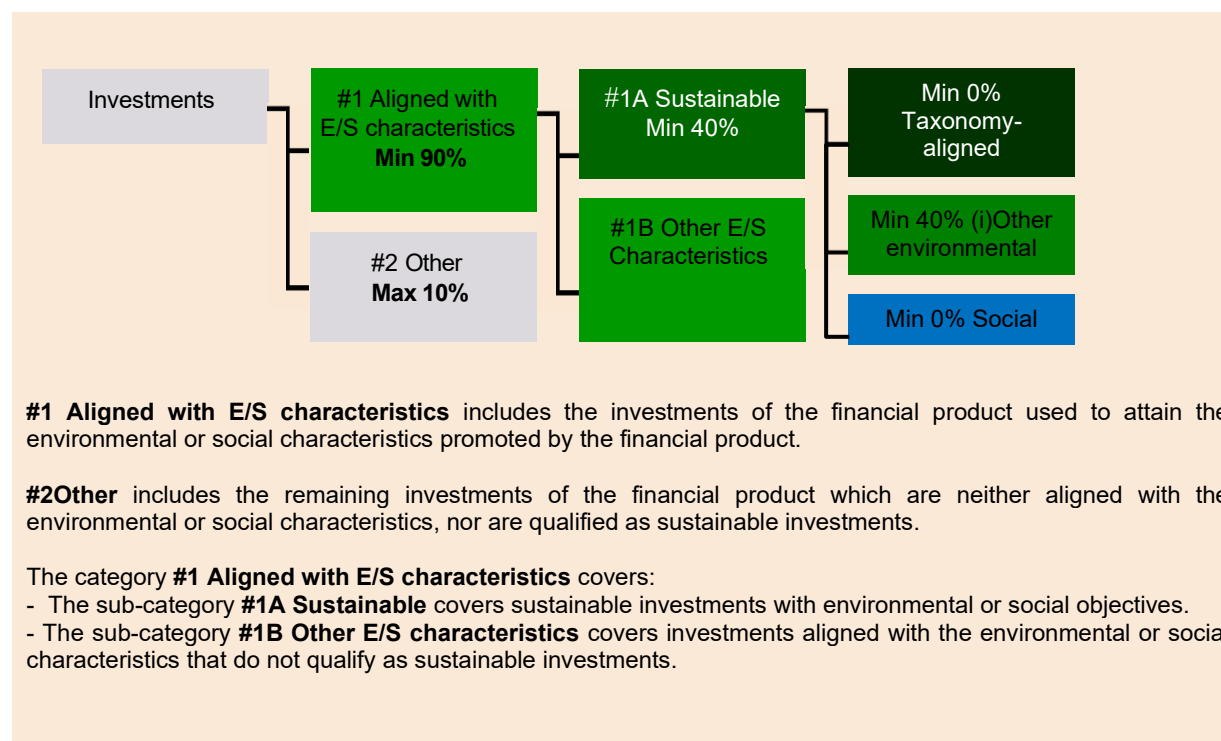 Investments
#1 Aligned with
E/S characteristics
Min 90%
#2 Other
Max 10%
#1A Sustainable
Min 40%
#1B Other E/S
Characteristics
Min 0%
Taxonomy-
aligned
Min 40% (i)Other
environmental
Min 0% Social
#1 Aligned with E/S characteristics includes the investments of the financial product used to attain the
environmental or social characteristics promoted by the financial product.
#2Other includes the remaining investments of the financial product which are neither aligned with the
environmental or social characteristics, nor are qualified as sustainable investments.
The category #1 Aligned with E/S characteristics covers:
- The sub-category #1A Sustainable covers sustainable investments with environmental or social objectives.
- The sub-category #1B Other E/S characteristics covers investments aligned with the environmental or social
characteristics that do not qualify as sustainable investments.